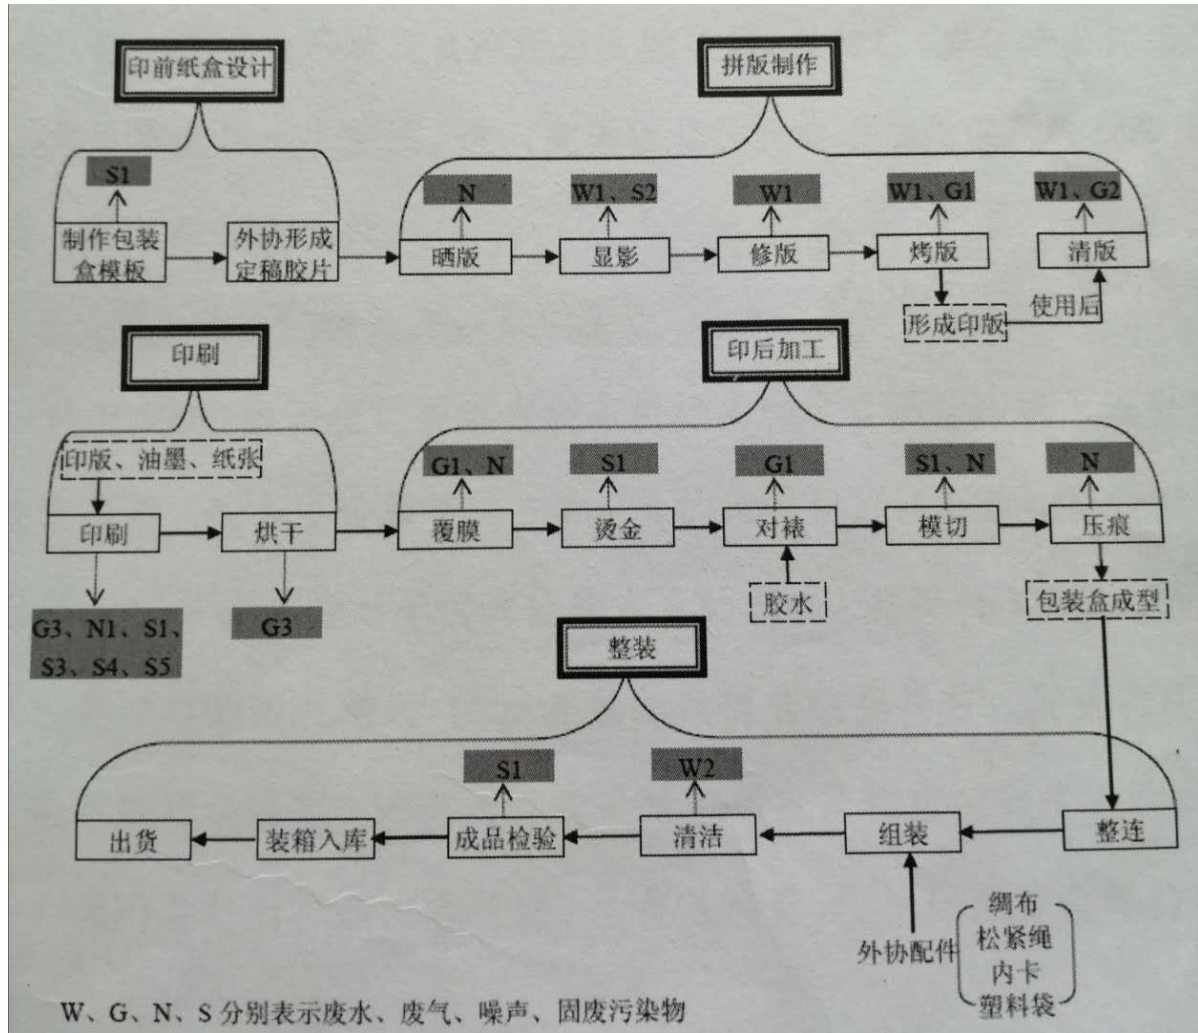 印前纸盒设计
拼版制作
S1
N
W1、S2
W1
W1、G1
W1、G2
制作包装
盒模板
外协形成
定稿胶片
晒版
显影
修版
烤版
清版
形成印版
使用后
印刷
印后加工
印版、油墨、纸张
G1、N
S1
G1
S1、N
N
印刷
烘干
覆膜
烫金
对裱
模切
压痕
胶水
包装盒成型
G3、N1、S1、
S3、S4、S5
G3
整装
S1
W2
出货
装箱入库
成品检验
清洁
组装
整连
外协配件
绸布
松紧绳
内卡
塑料袋
W、G、N、S 分别表示废水、废气、噪声、固废污染物